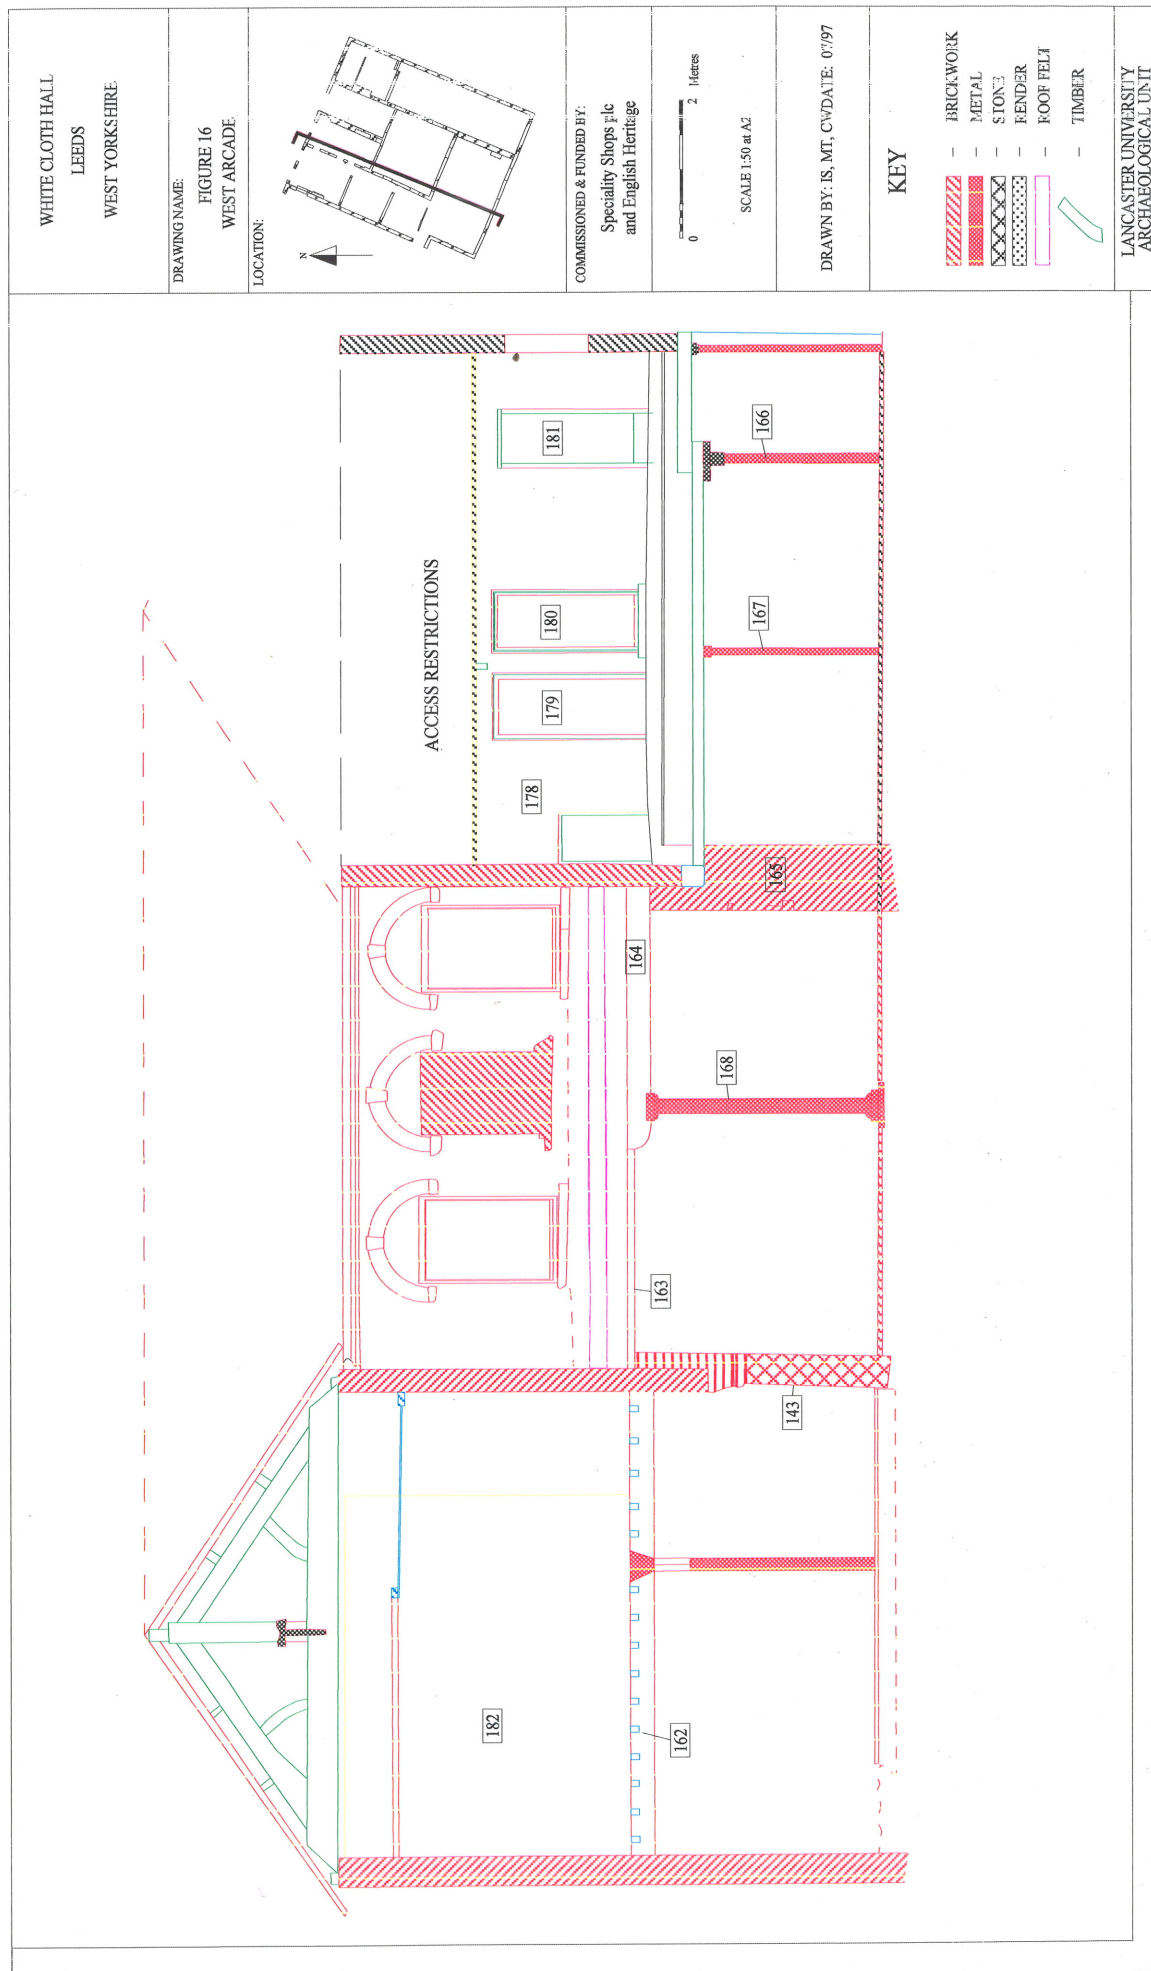 WHITE CLOTH HALL
LEEDS
WEST YORKSHIRE
DRAWING NAME:
FIGURE 16
WEST ARCADE
LOCATION:
N
COMMISSIONED & FUNDED BY:
Speciality Shops plc
and English Heritage
0 2 Metres
SCALE 1:50 at A2
DRAWN BY: IS, MT, CW DATE: 07/97
KEY
BRICKWORK
METAL
STONE
RENDER
ROOF FELT
TIMBER
LANCASTER UNIVERSITY
ARCHAEOLOGICAL UNIT
ACCESS RESTRICTIONS
182
162
143
163
168
164
165
178
179
180
181
167
166